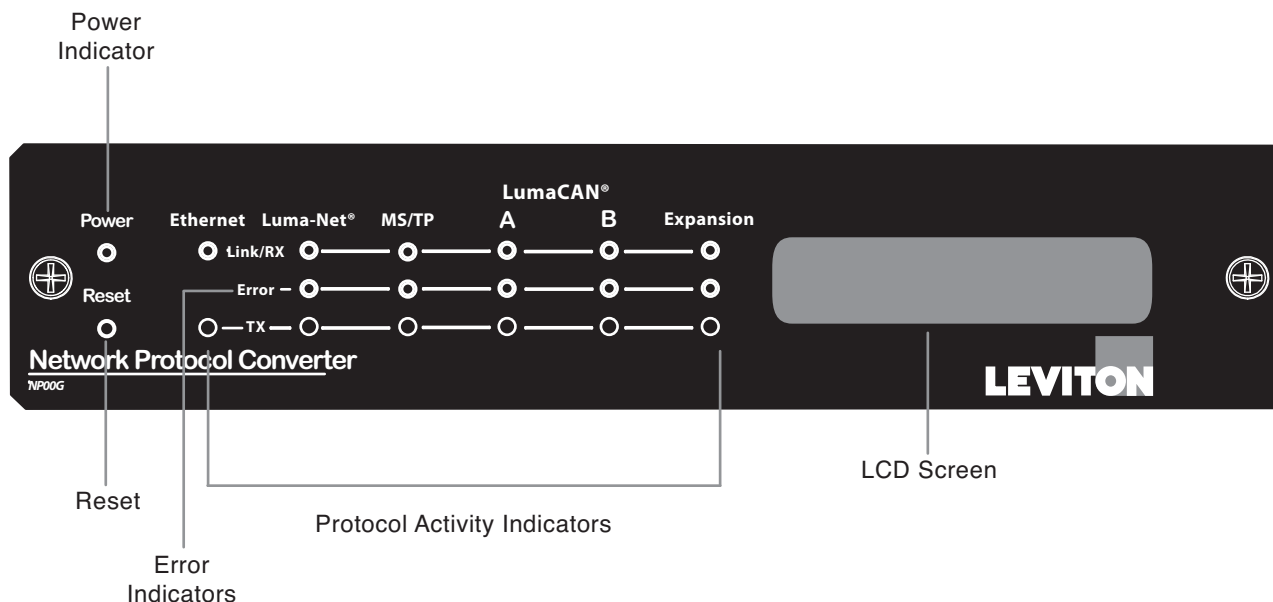 Power
Indicator
LumaCAN®
Power Ethernet Luma-Net® MS/TP A B Expansion
Link/RX
Reset Error
TX
Network Protocol Converter
NP00G
LEVITON
LCD Screen
Reset
Protocol Activity Indicators
Error
Indicators